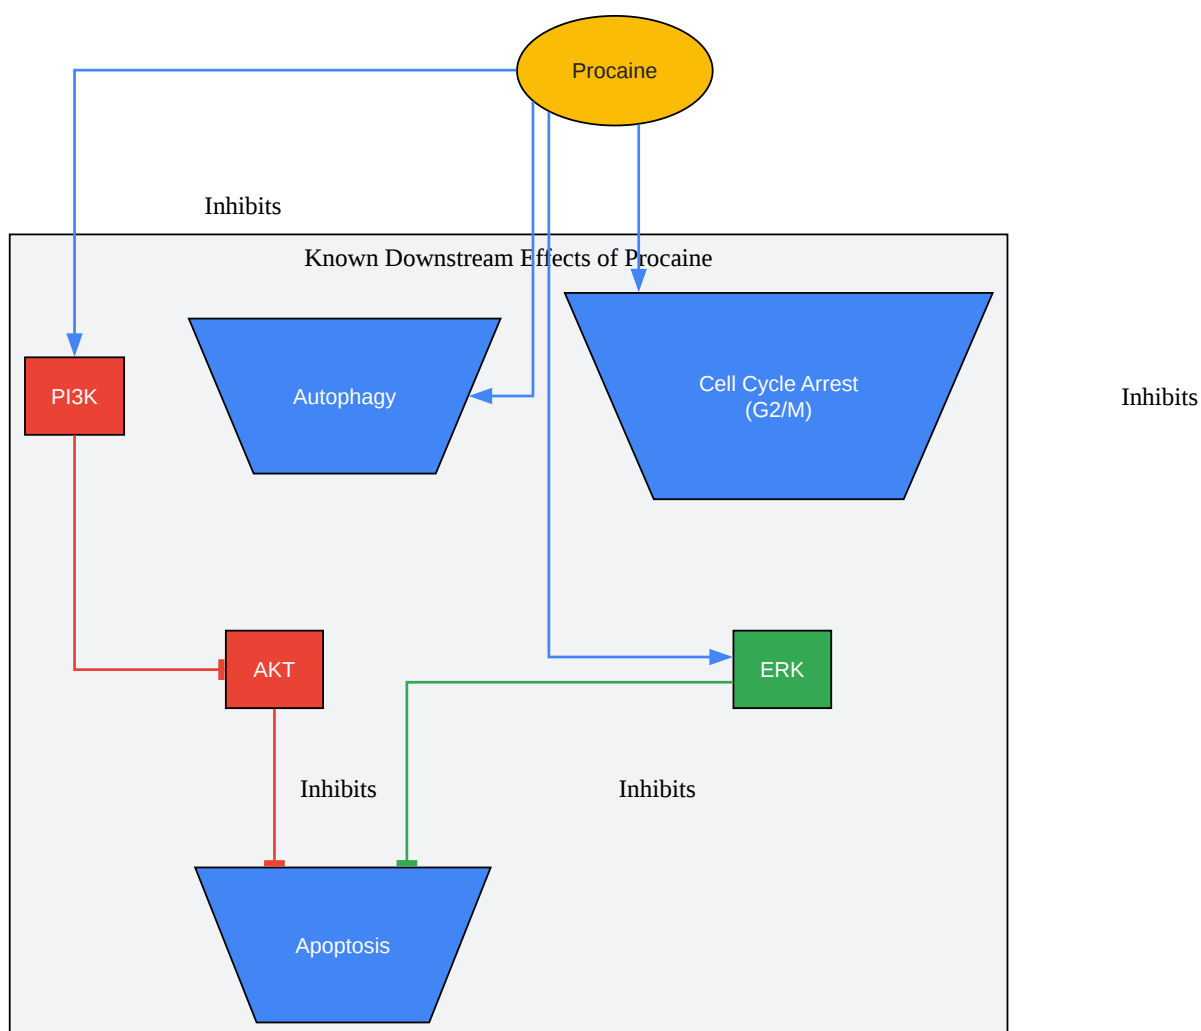 Procaine
Inhibits
Known Downstream Effects of Procaine
PI3K
Autophagy
Cell Cycle Arrest
(G2/M)
Inhibits
AKT
ERK
Inhibits
Inhibits
Apoptosis